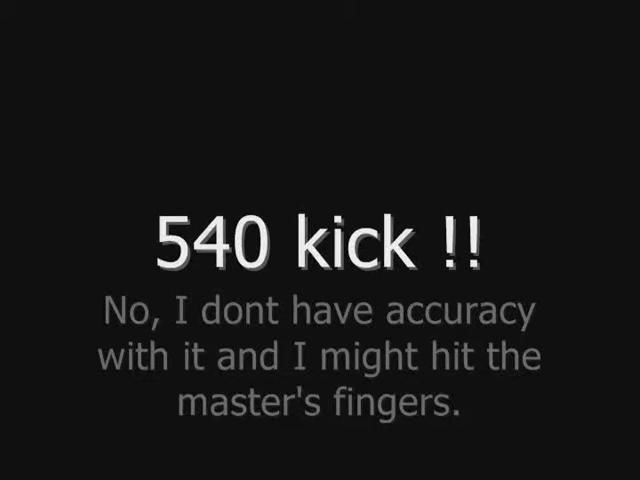 540 kick !!
No, I dont have accuracy
with it and I might hit the
master's fingers.